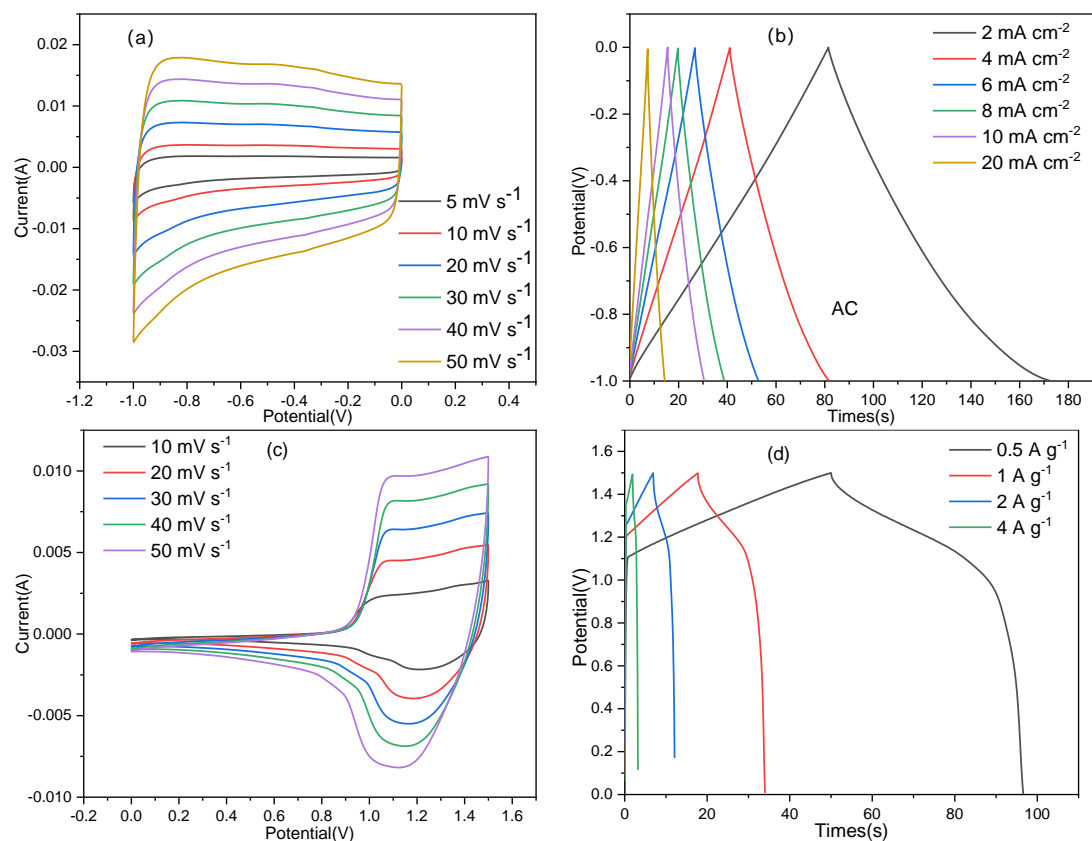 (a)
0.02
0.01
0.00
-0.01
-0.02
-0.03
Current(A)
-1.2 -1.0 -0.8 -0.6 -0.4 -0.2 0.0 0.2 0.4
Potential(V)
5 mV s⁻¹
10 mV s⁻¹
20 mV s⁻¹
30 mV s⁻¹
40 mV s⁻¹
50 mV s⁻¹
(b)
0.0
-0.2
-0.4
-0.6
-0.8
-1.0
Potential(V)
0 20 40 60 80 100 120 140 160 180
Times(s)
2 mA cm⁻²
4 mA cm⁻²
6 mA cm⁻²
8 mA cm⁻²
10 mA cm⁻²
20 mA cm⁻²
AC
(c)
0.010
0.005
0.000
-0.005
-0.010
Current(A)
-0.2 0.0 0.2 0.4 0.6 0.8 1.0 1.2 1.4 1.6
Potential(V)
10 mV s⁻¹
20 mV s⁻¹
30 mV s⁻¹
40 mV s⁻¹
50 mV s⁻¹
(d)
1.6
1.4
1.2
1.0
0.8
0.6
0.4
0.2
0.0
Potential(V)
0 20 40 60 80 100
Times(s)
0.5 A g⁻¹
1 A g⁻¹
2 A g⁻¹
4 A g⁻¹